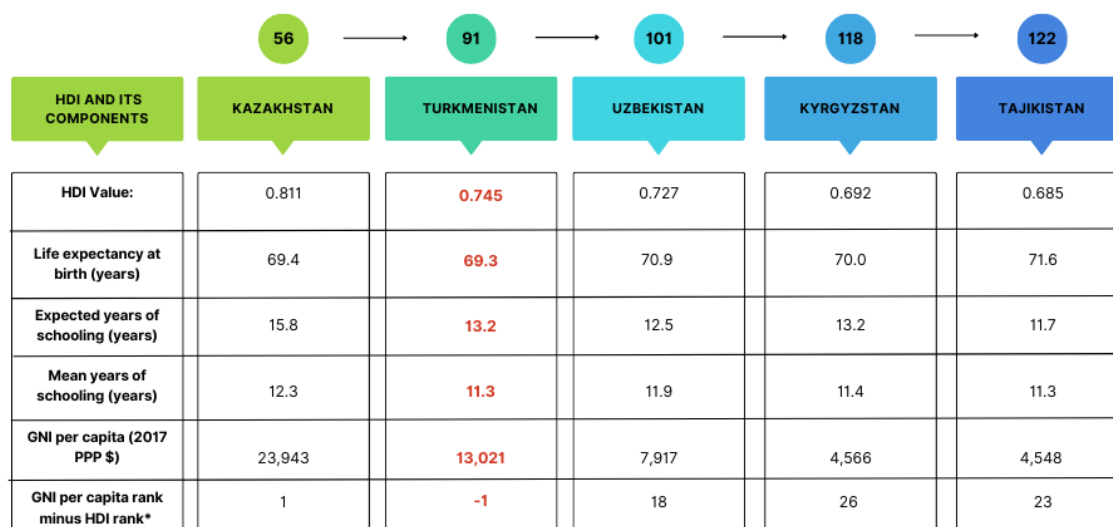 56 91 101 118 122
HDI AND ITS
COMPONENTS
KAZAKHSTAN TURKMENISTAN UZBEKISTAN KYRGYZSTAN TAJIKISTAN
HDI Value: 0.811 0.745 0.727 0.692 0.685
Life expectancy at
birth (years)
69.4 69.3 70.9 70.0 71.6
Expected years of
schooling (years)
15.8 13.2 12.5 13.2 11.7
Mean years of
schooling (years)
12.3 11.3 11.9 11.4 11.3
GNI per capita (2017
PPP $)
23,943 13,021 7,917 4,566 4,548
GNI per capita rank
minus HDI rank*
1 -1 18 26 23